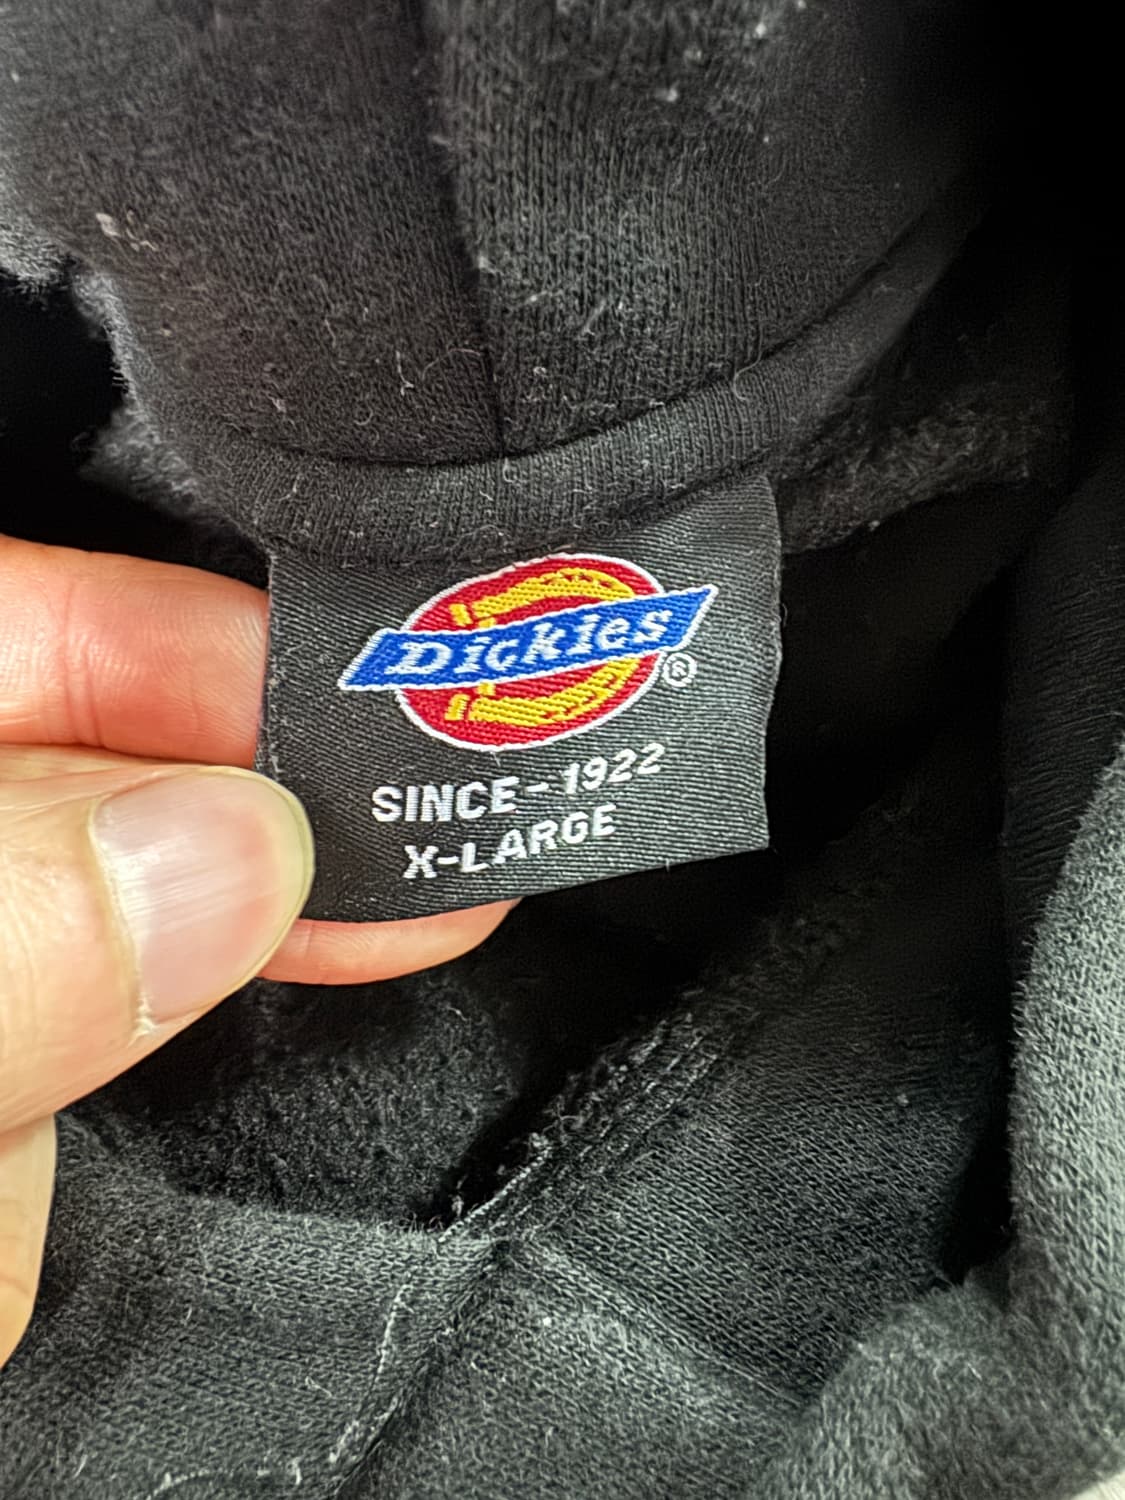 Dickies
®
SINCE-1922
X-LARGE